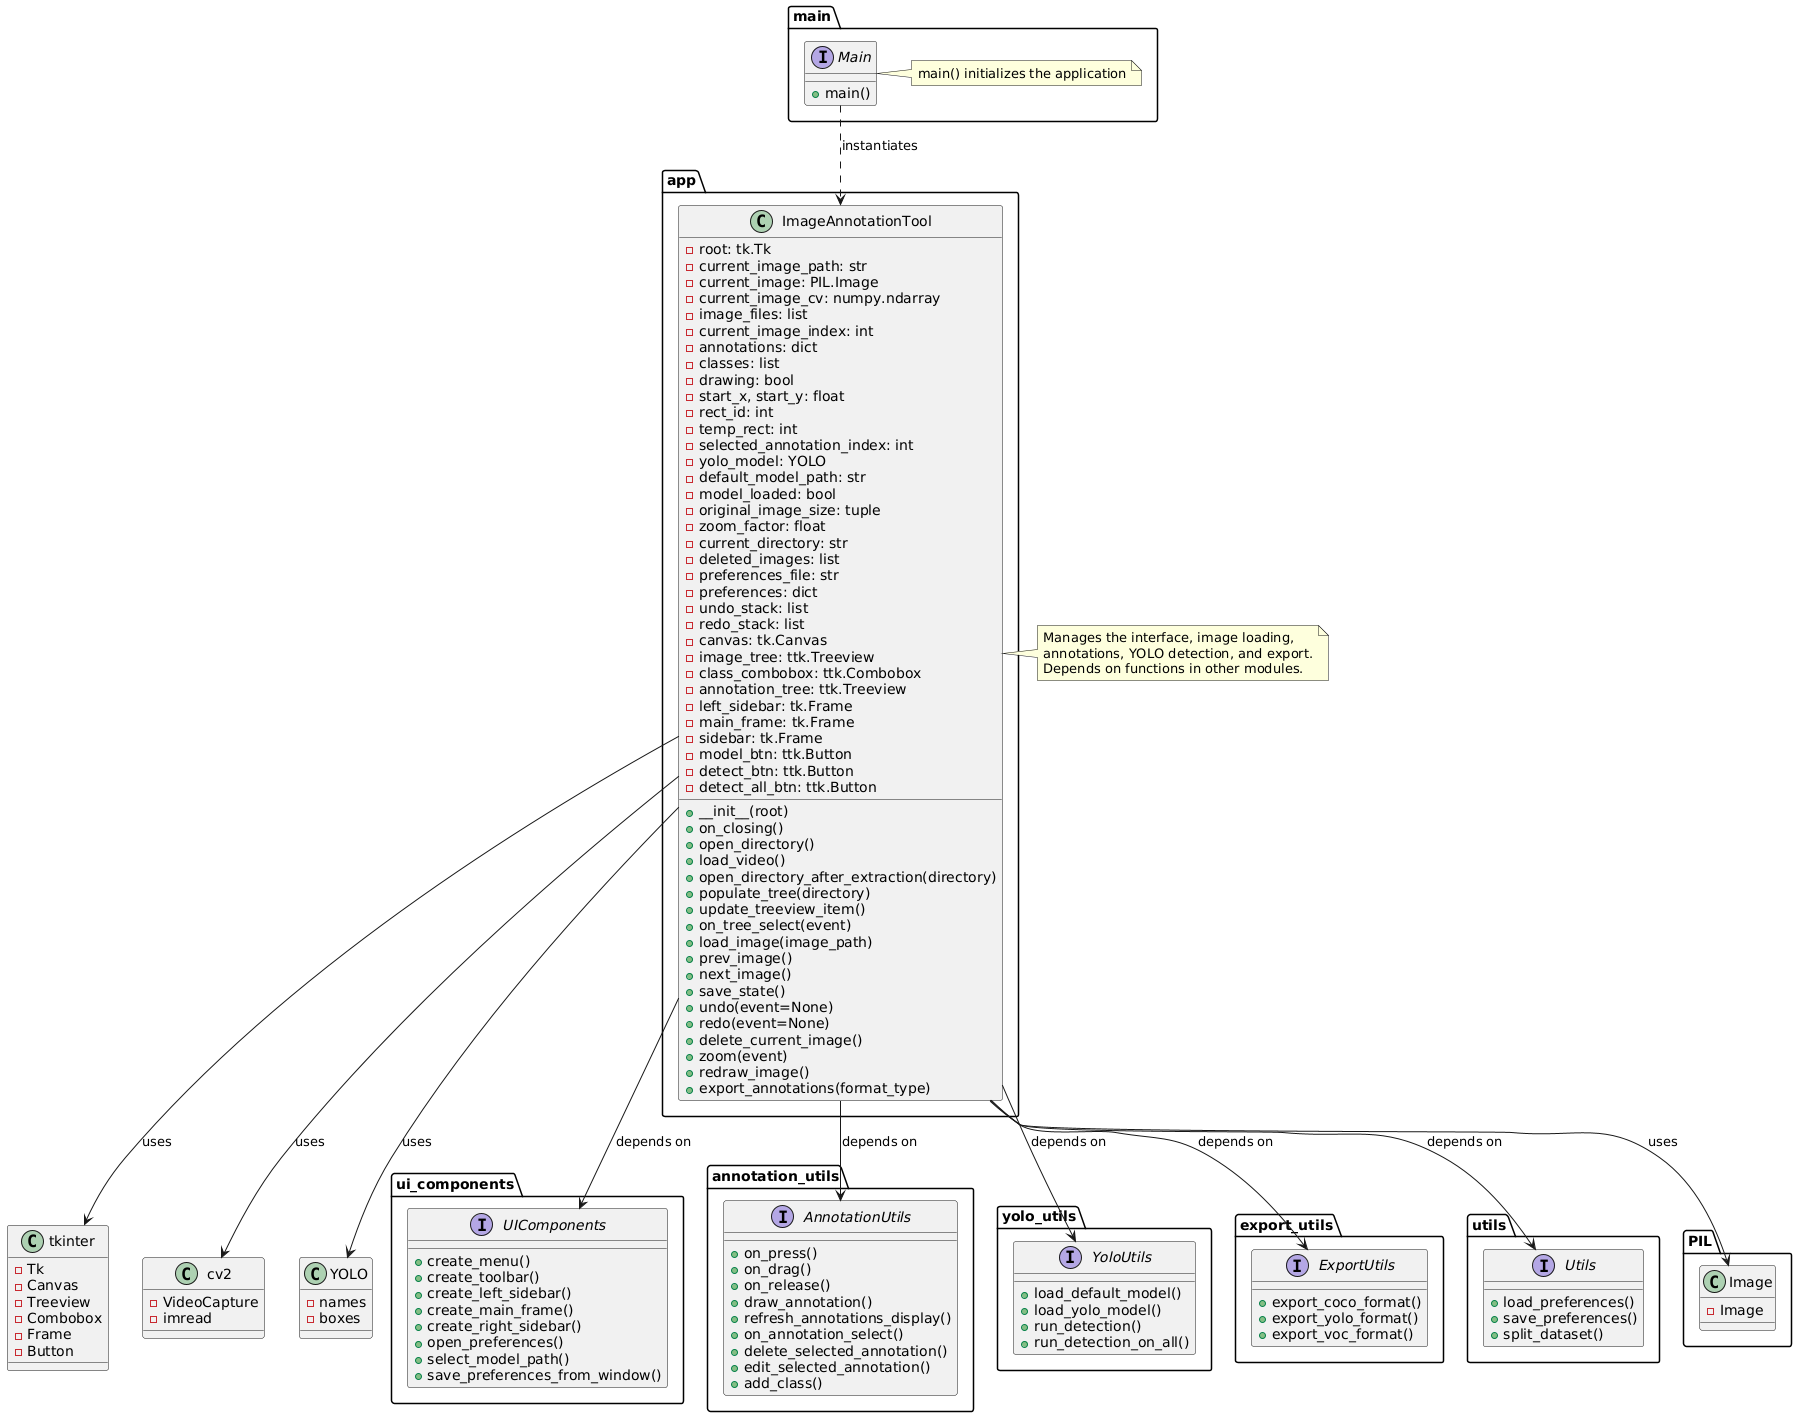 main
Main
main()
main() initializes the application
instantiates
app
ImageAnnotationTool
root: tk.Tk
current_image_path: str
current_image: PIL.Image
current_image_cv: numpy.ndarray
image_files: list
current_image_index: int
annotations: dict
classes: list
drawing: bool
start_x, start_y: float
rect_id: int
temp_rect: int
selected_annotation_index: int
yolo_model: YOLO
default_model_path: str
model_loaded: bool
original_image_size: tuple
zoom_factor: float
current_directory: str
deleted_images: list
preferences_file: str
preferences: dict
undo_stack: list
redo_stack: list
canvas: tk.Canvas
image_tree: ttk.Treeview
class_combobox: ttk.Combobox
annotation_tree: ttk.Treeview
left_sidebar: tk.Frame
main_frame: tk.Frame
sidebar: tk.Frame
model_btn: ttk.Button
detect_btn: ttk.Button
detect_all_btn: ttk.Button
__init__(root)
on_closing()
open_directory()
load_video()
open_directory_after_extraction(directory)
populate_tree(directory)
update_treeview_item()
on_tree_select(event)
load_image(image_path)
prev_image()
next_image()
save_state()
undo(event=None)
redo(event=None)
delete_current_image()
zoom(event)
redraw_image()
export_annotations(format_type)
Manages the interface, image loading,
annotations, YOLO detection, and export.
Depends on functions in other modules.
uses
uses
uses
depends on
depends on
depends on
depends on
depends on
uses
tkinter
Tk
Canvas
Treeview
Combobox
Frame
Button
cv2
VideoCapture
imread
YOLO
names
boxes
ui_components
UIComponents
create_menu()
create_toolbar()
create_left_sidebar()
create_main_frame()
create_right_sidebar()
open_preferences()
select_model_path()
save_preferences_from_window()
annotation_utils
AnnotationUtils
on_press()
on_drag()
on_release()
draw_annotation()
refresh_annotations_display()
on_annotation_select()
delete_selected_annotation()
edit_selected_annotation()
add_class()
yolo_utils
YoloUtils
load_default_model()
load_yolo_model()
run_detection()
run_detection_on_all()
export_utils
ExportUtils
export_coco_format()
export_yolo_format()
export_voc_format()
utils
Utils
load_preferences()
save_preferences()
split_dataset()
PIL
Image
Image